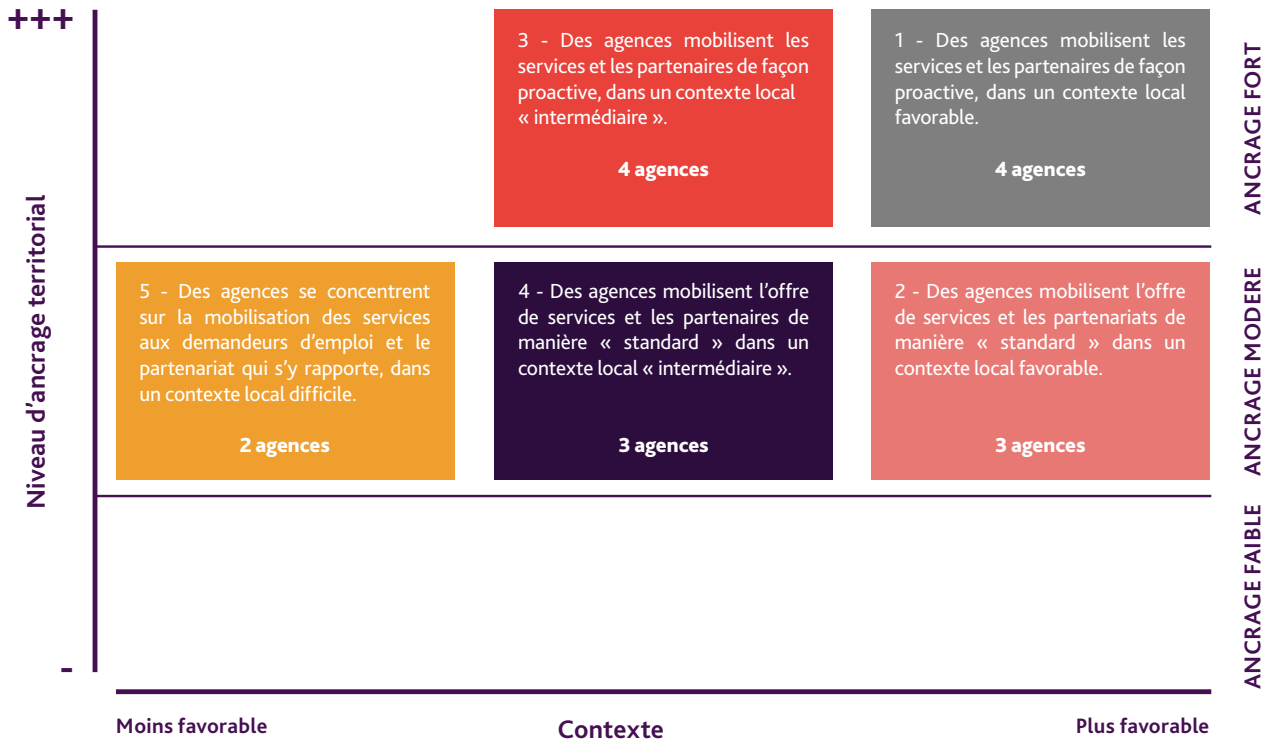 +++
Niveau d'ancrage territorial
-
3 - Des agences mobilisent les
services et les partenaires de façon
proactive, dans un contexte local
« intermédiaire ».
4 agences
1 - Des agences mobilisent les
services et les partenaires de façon
proactive, dans un contexte local
favorable.
4 agences
ANCRAGE FORT
5 - Des agences se concentrent
sur la mobilisation des services
aux demandeurs d'emploi et le
partenariat qui s'y rapporte, dans
un contexte local difficile.
2 agences
4 - Des agences mobilisent l'offre
de services et les partenaires de
manière « standard » dans un
contexte local « intermédiaire ».
3 agences
2 - Des agences mobilisent l'offre
de services et les partenariats de
manière « standard » dans un
contexte local favorable.
3 agences
ANCRAGE MODERE
ANCRAGE FAIBLE
Moins favorable
Contexte
Plus favorable